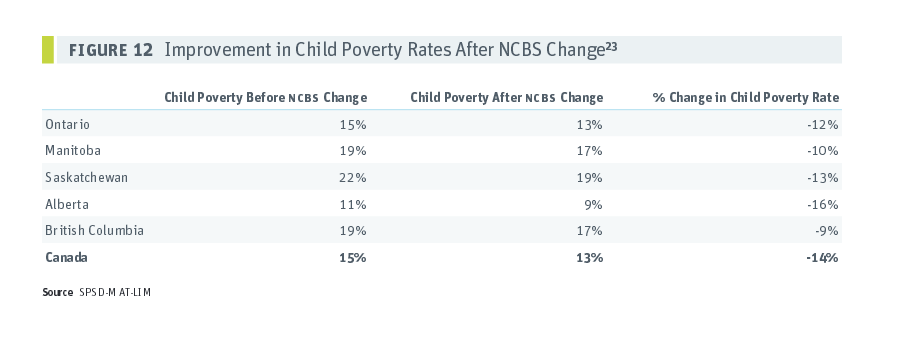 FIGURE 12 Improvement in Child Poverty Rates After NCBS Change23
Child Poverty Before NCBS Change Child Poverty After NCBS Change % Change in Child Poverty Rate
Ontario 15% 13% -12%
Manitoba 19% 17% -10%
Saskatchewan 22% 19% -13%
Alberta 11% 9% -16%
British Columbia 19% 17% -9%
Canada 15% 13% -14%
Source SPSD-M AT-LIM